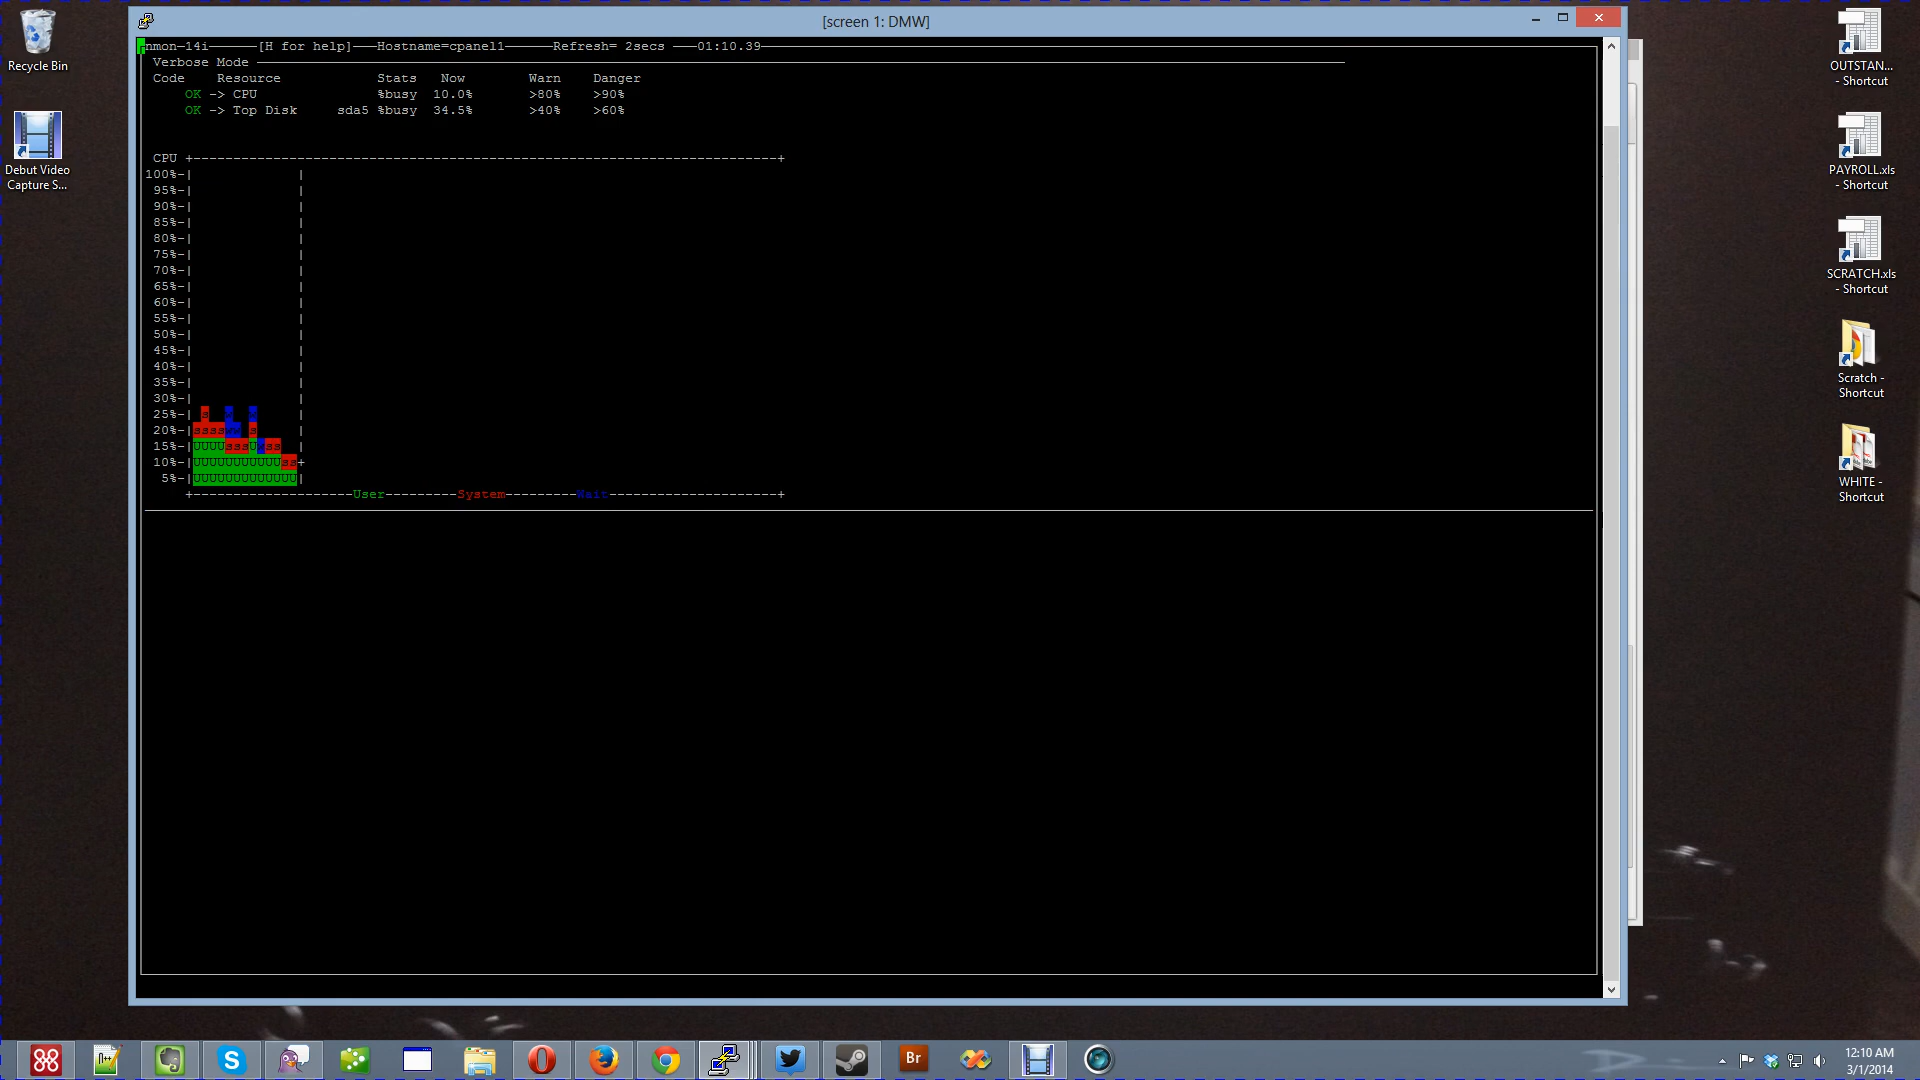 [screen 1: DMW]
nmon-14i [H for help] Hostname=cpanel1 Refresh= 2secs 01:10.39
Verbose Mode
Code Resource Stats Now Warn Danger
OK -> CPU %busy 10.0% >80% >90%
OK -> Top Disk sda5 %busy 34.5% >40% >60%
CPU +-------------------------------------------------------------------------+
100%-| |
95%-| |
90%-| |
85%-| |
80%-| |
75%-| |
70%-| |
65%-| |
60%-| |
55%-| |
50%-| |
45%-| |
40%-| |
35%-| |
30%-| |
25%-| s w w |
20%-|ssssww s |
15%-|UUUUsssUwss |
10%-|UUUUUUUUUUUss+
5%-|UUUUUUUUUUUUU|
+--------------------User---------System---------Wait---------------------+
Recycle Bin
Debut Video
Capture S...
OUTSTAN...
- Shortcut
PAYROLL.xls
- Shortcut
SCRATCH.xls
- Shortcut
Scratch -
Shortcut
WHITE -
Shortcut
Br
12:10 AM
3/1/2014